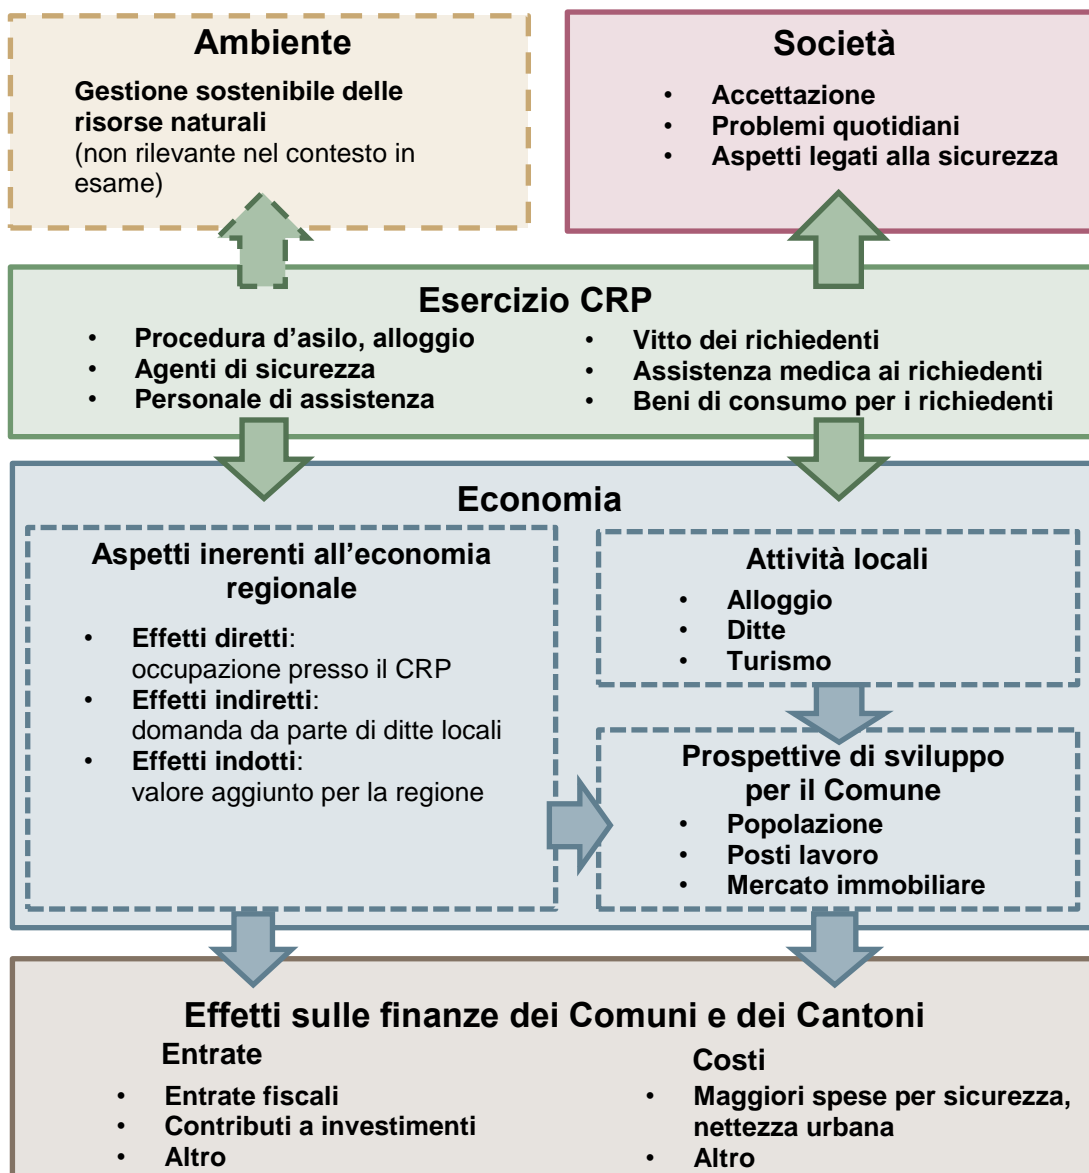 Ambiente
Gestione sostenibile delle
risorse naturali
(non rilevante nel contesto in
esame)
Società
• Accettazione
• Problemi quotidiani
• Aspetti legati alla sicurezza
Esercizio CRP
• Procedura d'asilo, alloggio
• Agenti di sicurezza
• Personale di assistenza
• Vitto dei richiedenti
• Assistenza medica ai richiedenti
• Beni di consumo per i richiedenti
Economia
Aspetti inerenti all'economia
regionale
• Effetti diretti:
occupazione presso il CRP
• Effetti indiretti:
domanda da parte di ditte locali
• Effetti indotti:
valore aggiunto per la regione
Attività locali
• Alloggio
• Ditte
• Turismo
Prospettive di sviluppo
per il Comune
• Popolazione
• Posti lavoro
• Mercato immobiliare
Effetti sulle finanze dei Comuni e dei Cantoni
Entrate
• Entrate fiscali
• Contributi a investimenti
• Altro
Costi
• Maggiori spese per sicurezza,
nettezza urbana
• Altro